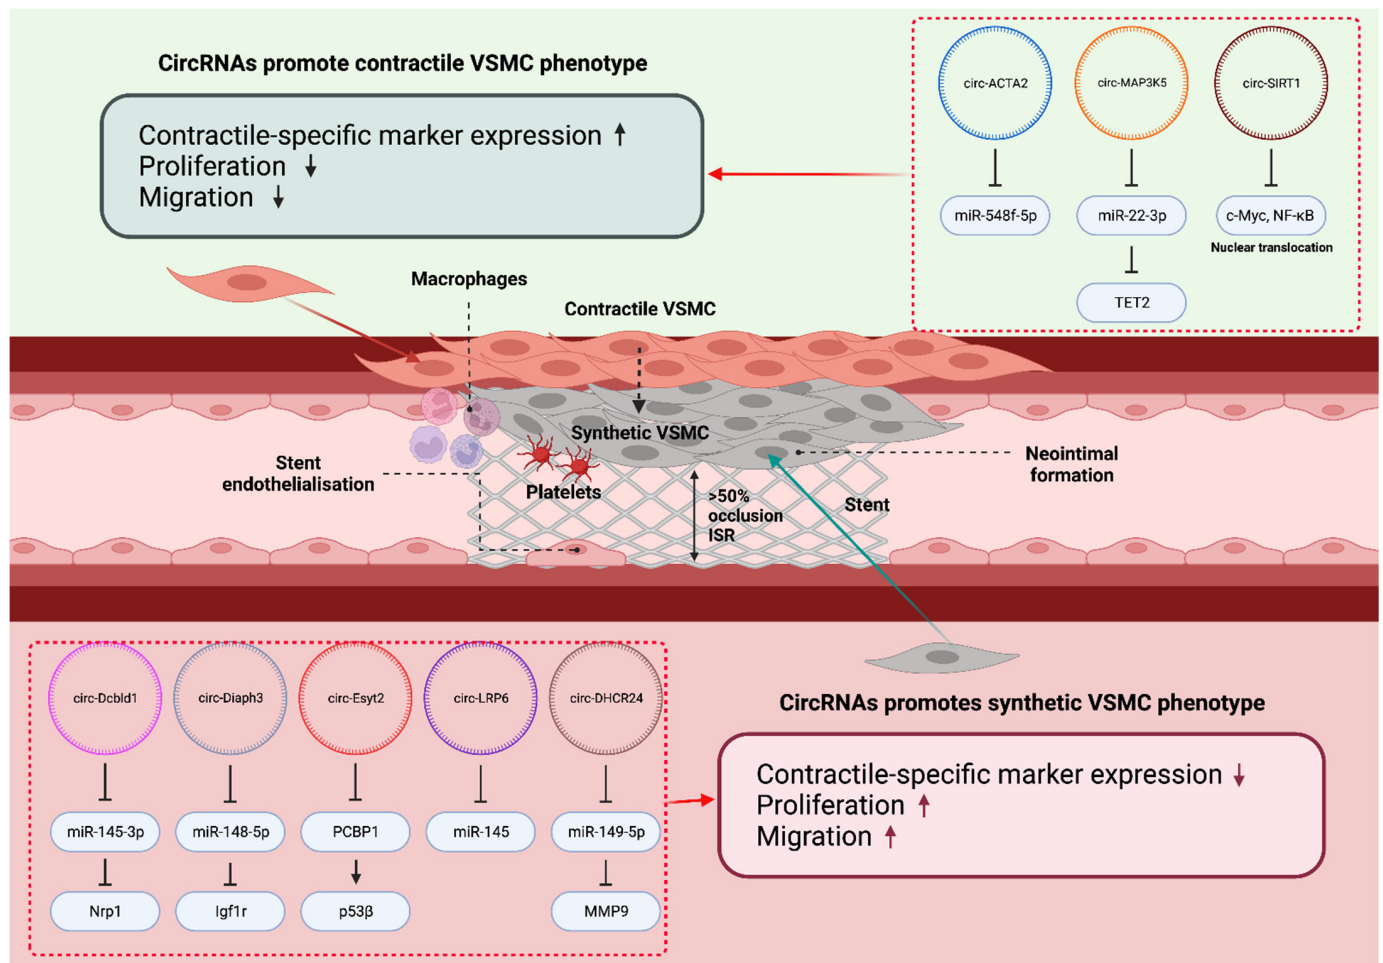 CircRNAs promote contractile VSMC phenotype
Contractile-specific marker expression ↑
Proliferation ↓
Migration ↓
circ-ACTA2
circ-MAP3K5
circ-SIRT1
miR-548f-5p
miR-22-3p
c-Myc, NF-κB
Nuclear translocation
TET2
Macrophages
Contractile VSMC
Synthetic VSMC
Stent
endothelialisation
Platelets
>50%
occlusion
ISR
Stent
Neointimal
formation
circ-Dcbld1
circ-Diaph3
circ-Esyt2
circ-LRP6
circ-DHCR24
miR-145-3p
miR-148-5p
PCBP1
miR-145
miR-149-5p
Nrp1
Igf1r
p53β
MMP9
CircRNAs promotes synthetic VSMC phenotype
Contractile-specific marker expression ↓
Proliferation ↑
Migration ↑